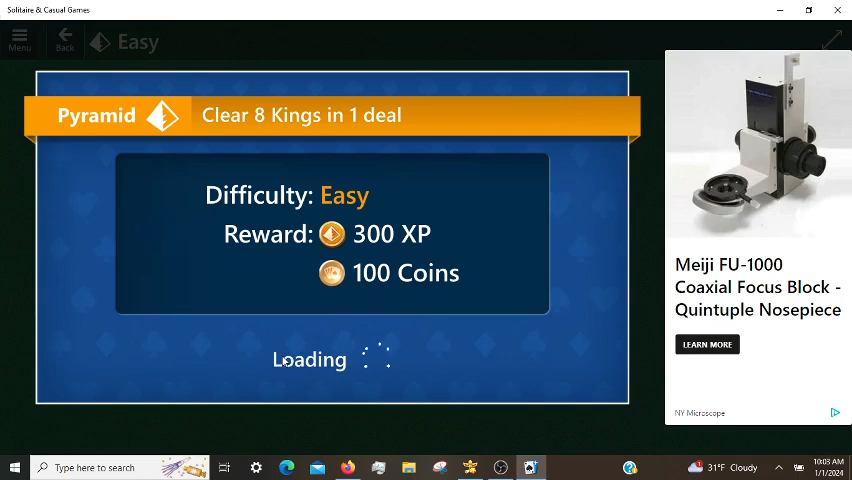 Solitaire & Casual Games
Menu
Back
Easy
Pyramid
Clear 8 Kings in 1 deal
Difficulty: Easy
Reward: 300 XP
100 Coins
Loading
Meiji FU-1000
Coaxial Focus Block -
Quintuple Nosepiece
LEARN MORE
NY Microscope
Type here to search
31°F Cloudy
10:03 AM
1/1/2024